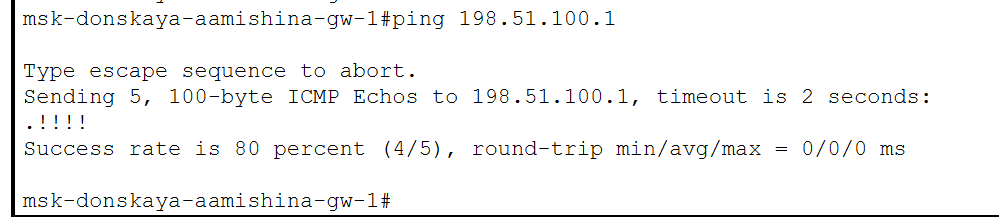 msk-donskaya-aamishina-gw-1#ping 198.51.100.1
Type escape sequence to abort.
Sending 5, 100-byte ICMP Echos to 198.51.100.1, timeout is 2 seconds:
.!!!!
Success rate is 80 percent (4/5), round-trip min/avg/max = 0/0/0 ms
msk-donskaya-aamishina-gw-1#